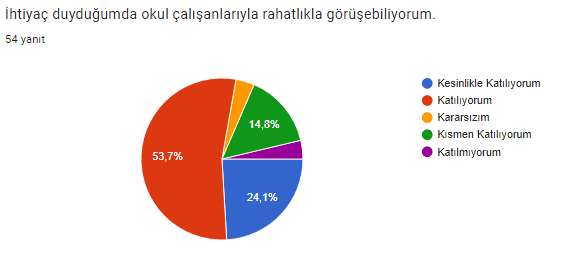 İhtiyaç duyduğumda okul çalışanlarıyla rahatlıkla görüşebiliyorum.
54 yanıt
Kesinlikle Katılıyorum
Katılıyorum
Kararsızım
Kısmen Katılıyorum
Katılmıyorum
14,8%
53,7%
24,1%